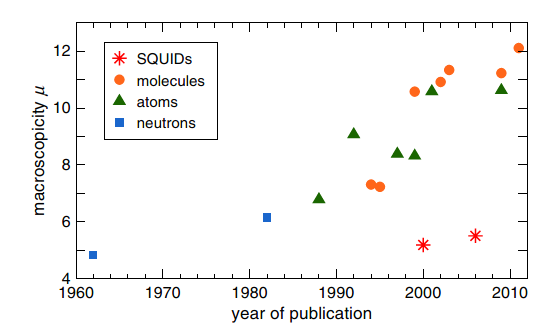 12
10
8
6
4
macroscopicity μ
SQUIDs
molecules
atoms
neutrons
1960 1970 1980 1990 2000 2010
year of publication